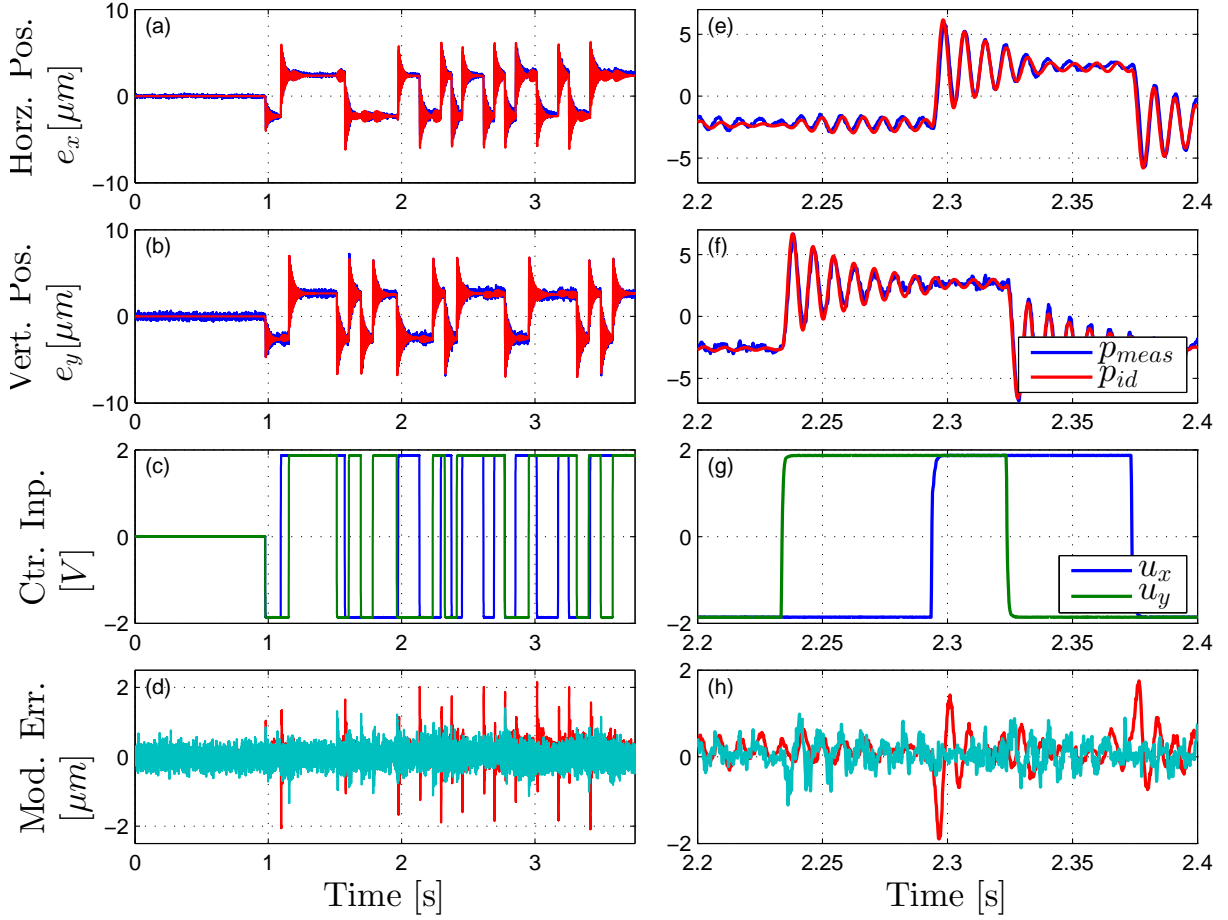 Horz. Pos.
e_x [μm]
(a)
10
0
−10
0
1
2
3
(e)
5
0
−5
2.2
2.25
2.3
2.35
2.4
Vert. Pos.
e_y [μm]
(b)
10
0
−10
0
1
2
3
(f)
5
0
−5
p_{meas}
p_{id}
2.2
2.25
2.3
2.35
2.4
Ctr. Inp.
[V]
(c)
2
0
−2
0
1
2
3
(g)
2
0
−2
u_x
u_y
2.2
2.25
2.3
2.35
2.4
Mod. Err.
[μm]
(d)
2
0
−2
0
1
2
3
Time [s]
(h)
2
0
−2
2.2
2.25
2.3
2.35
2.4
Time [s]